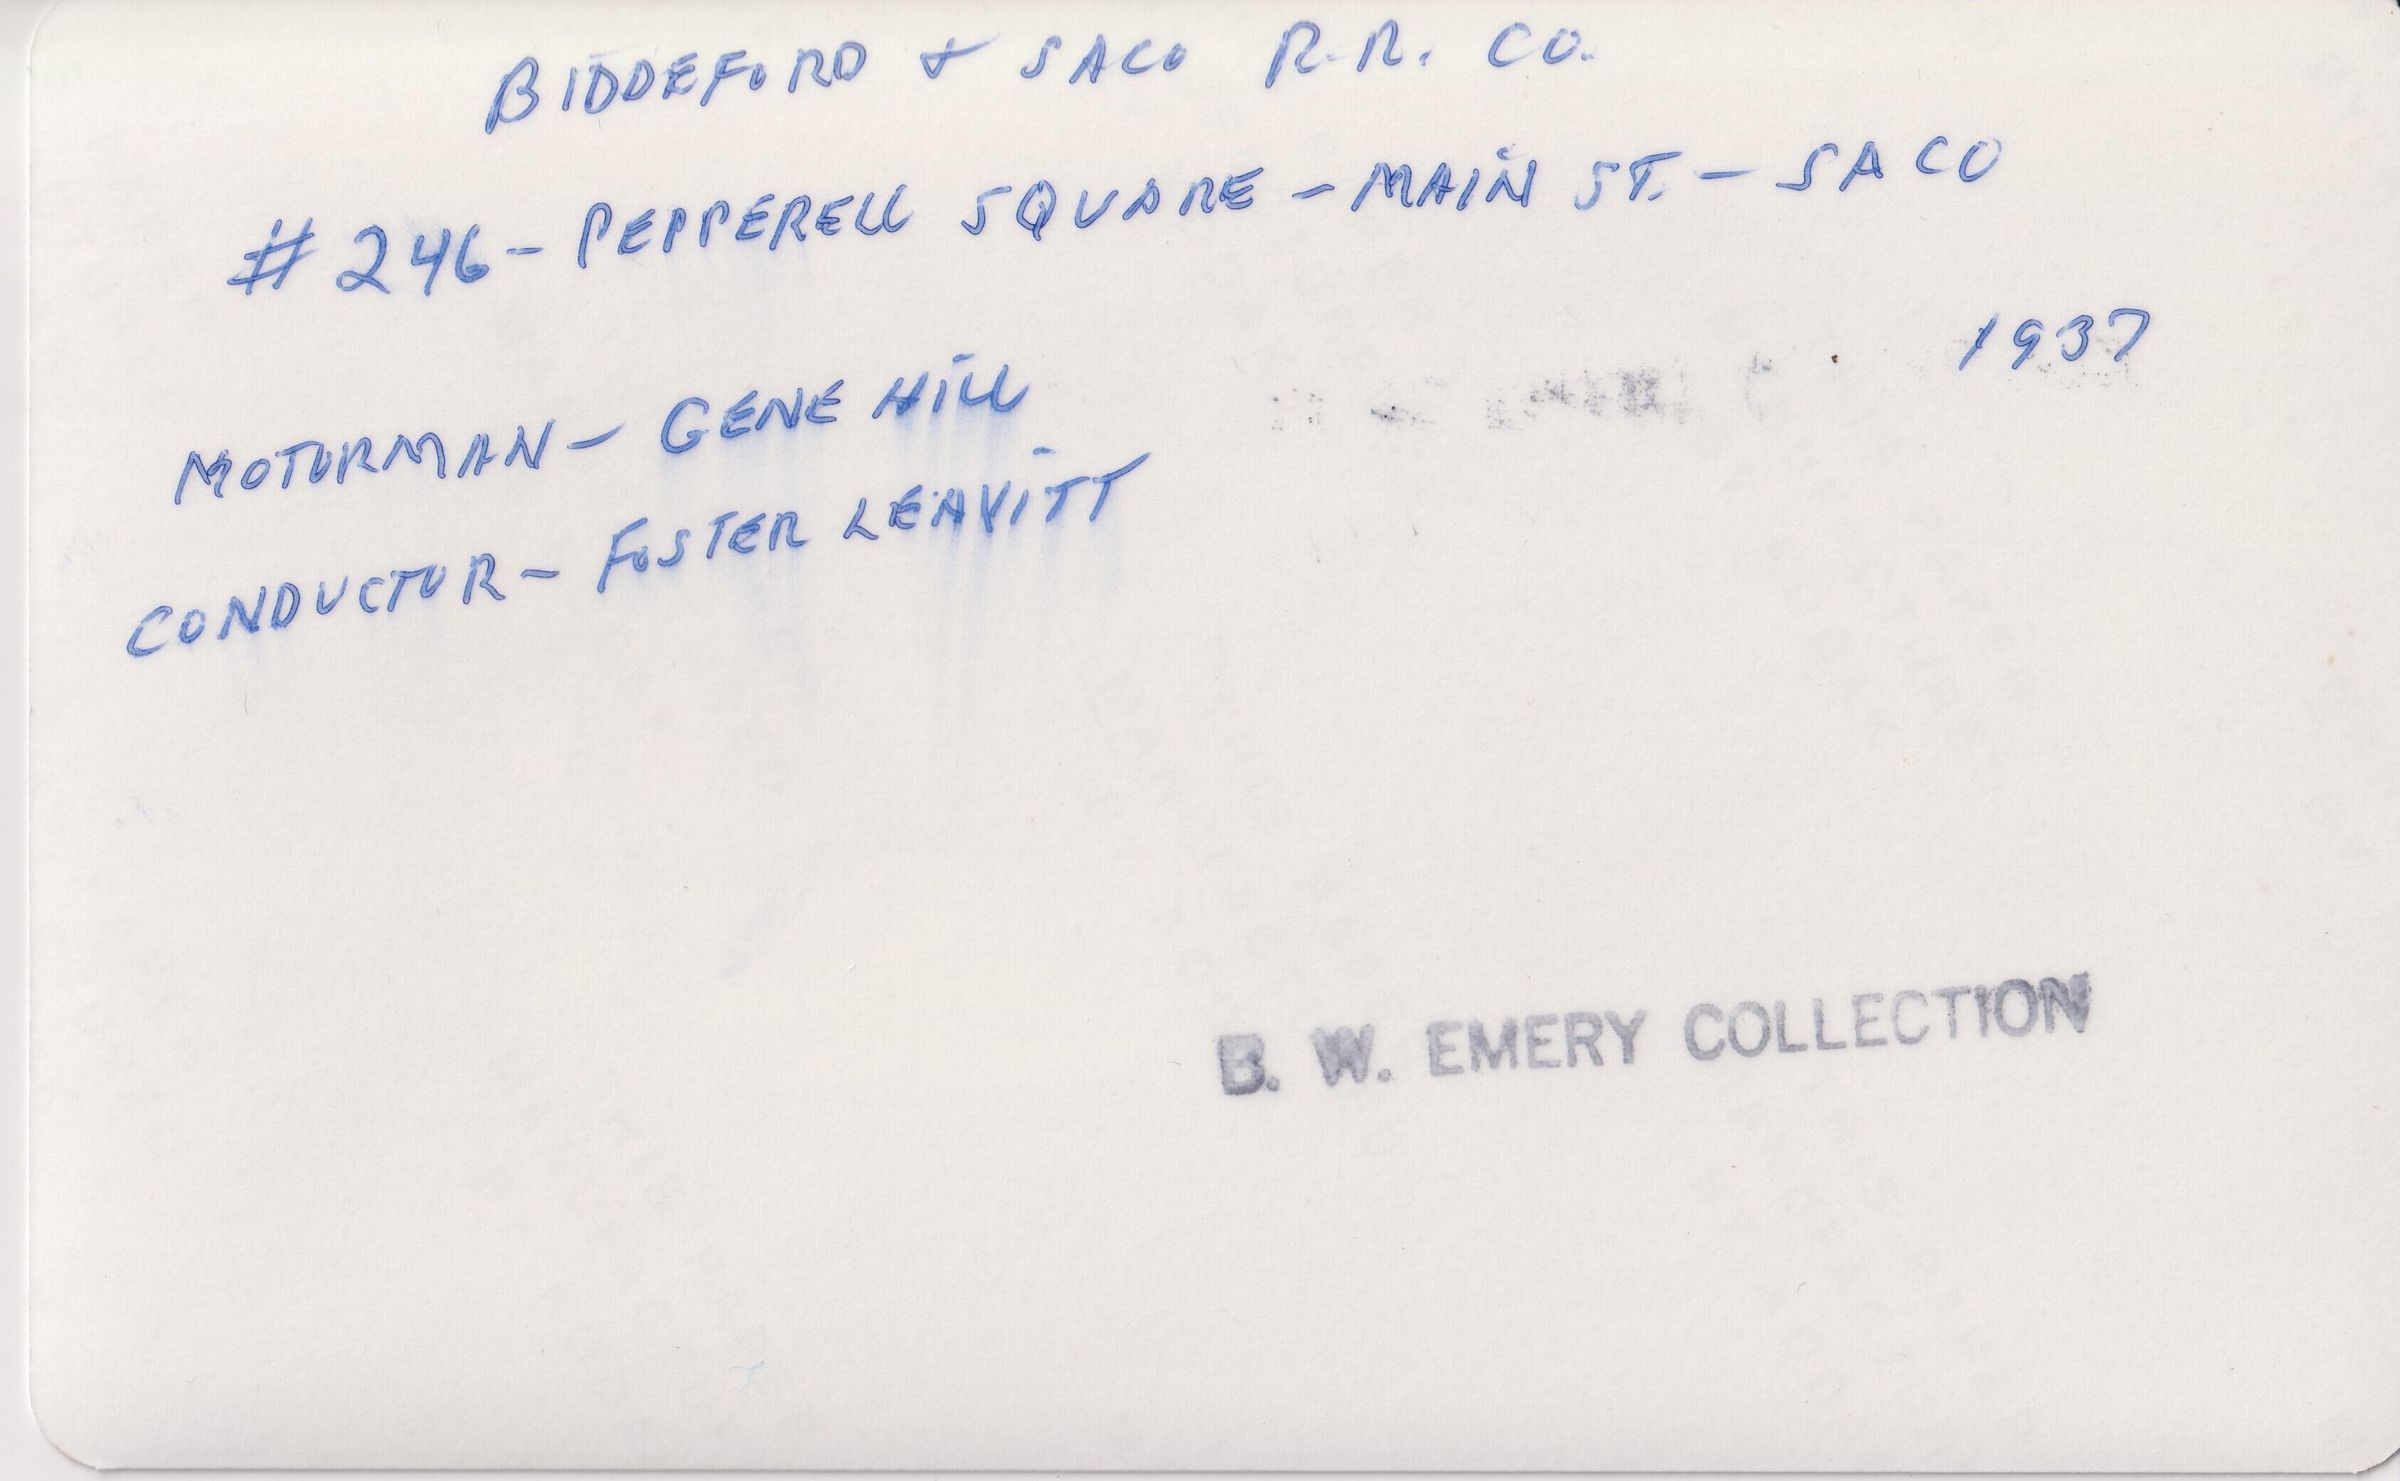 BIDDEFORD & SACO R.R. CO.
# 246 - PEPPERELL SQUARE - MAIN ST. - SACO
1937
MOTORMAN - GENE HILL
CONDUCTOR - FOSTER LEAVITT
B. W. EMERY COLLECTION